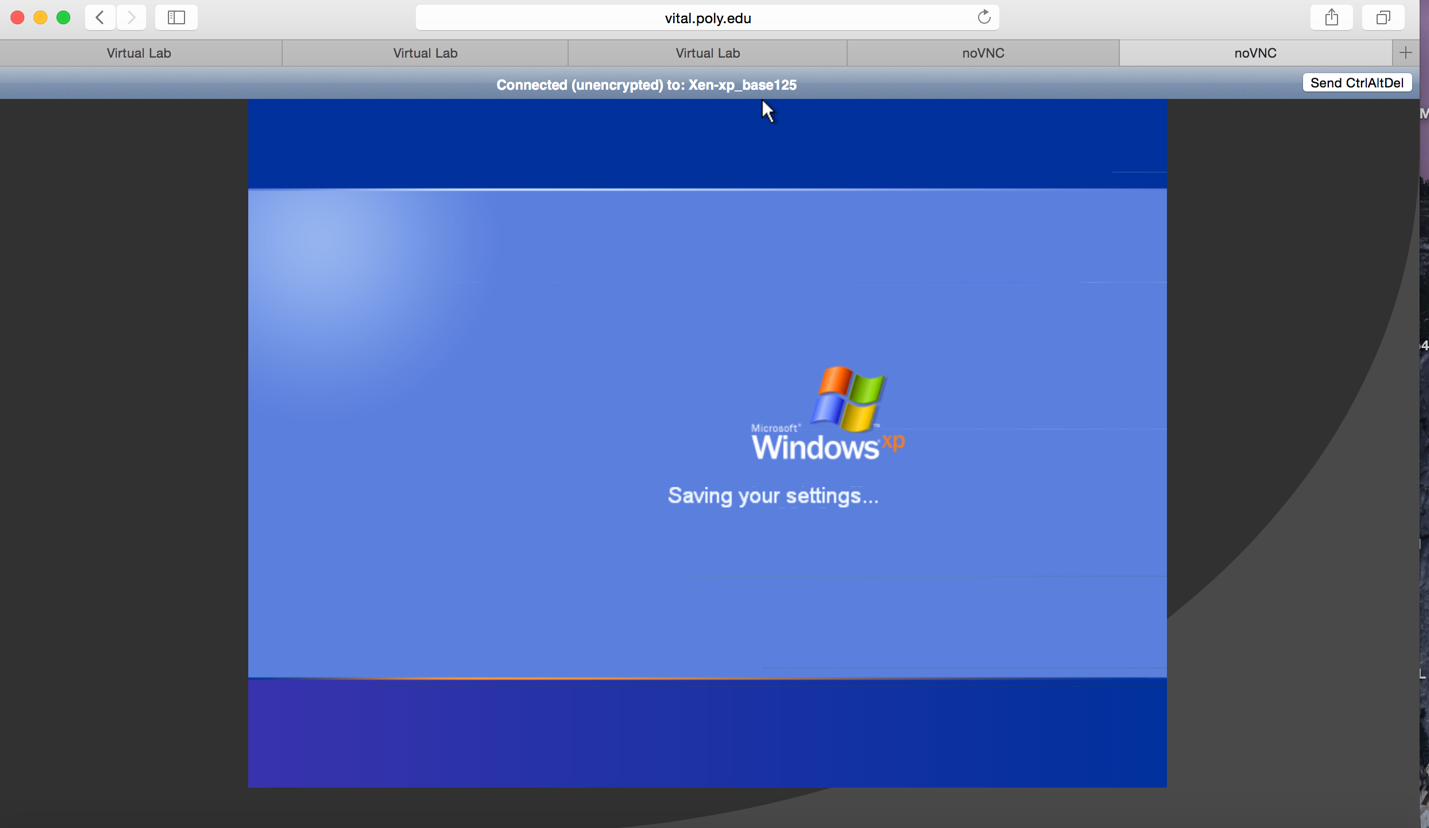 vital.poly.edu
Virtual Lab
Virtual Lab
Virtual Lab
noVNC
noVNC
Connected (unencrypted) to: Xen-xp_base125
Send CtrlAltDel
Microsoft®
Windows® xp
Saving your settings...